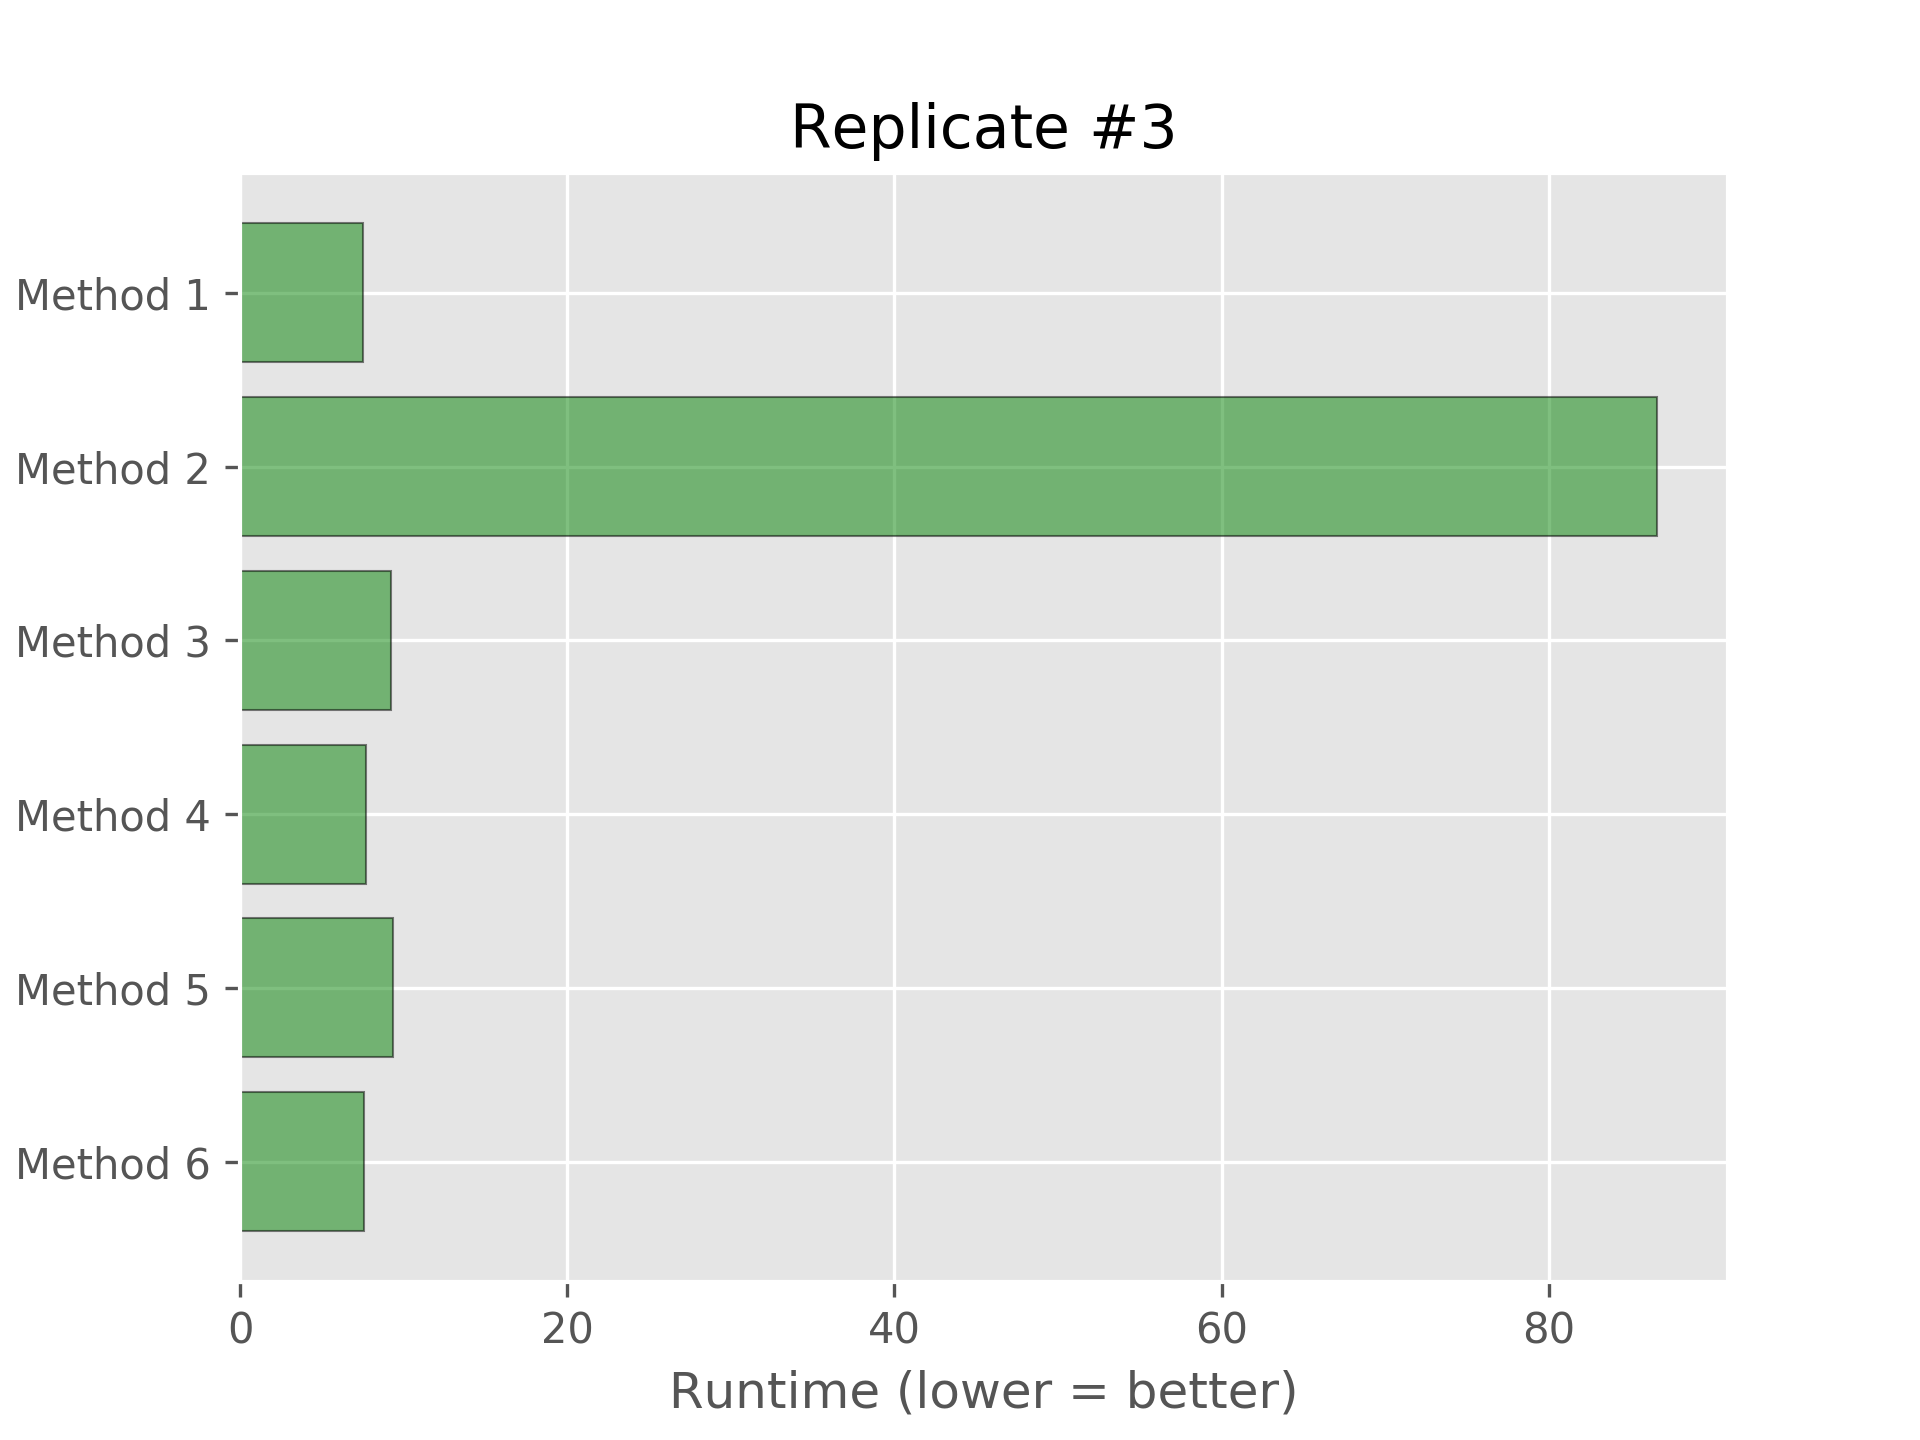 Replicate #3
Method 1
Method 2
Method 3
Method 4
Method 5
Method 6
0 20 40 60 80
Runtime (lower = better)